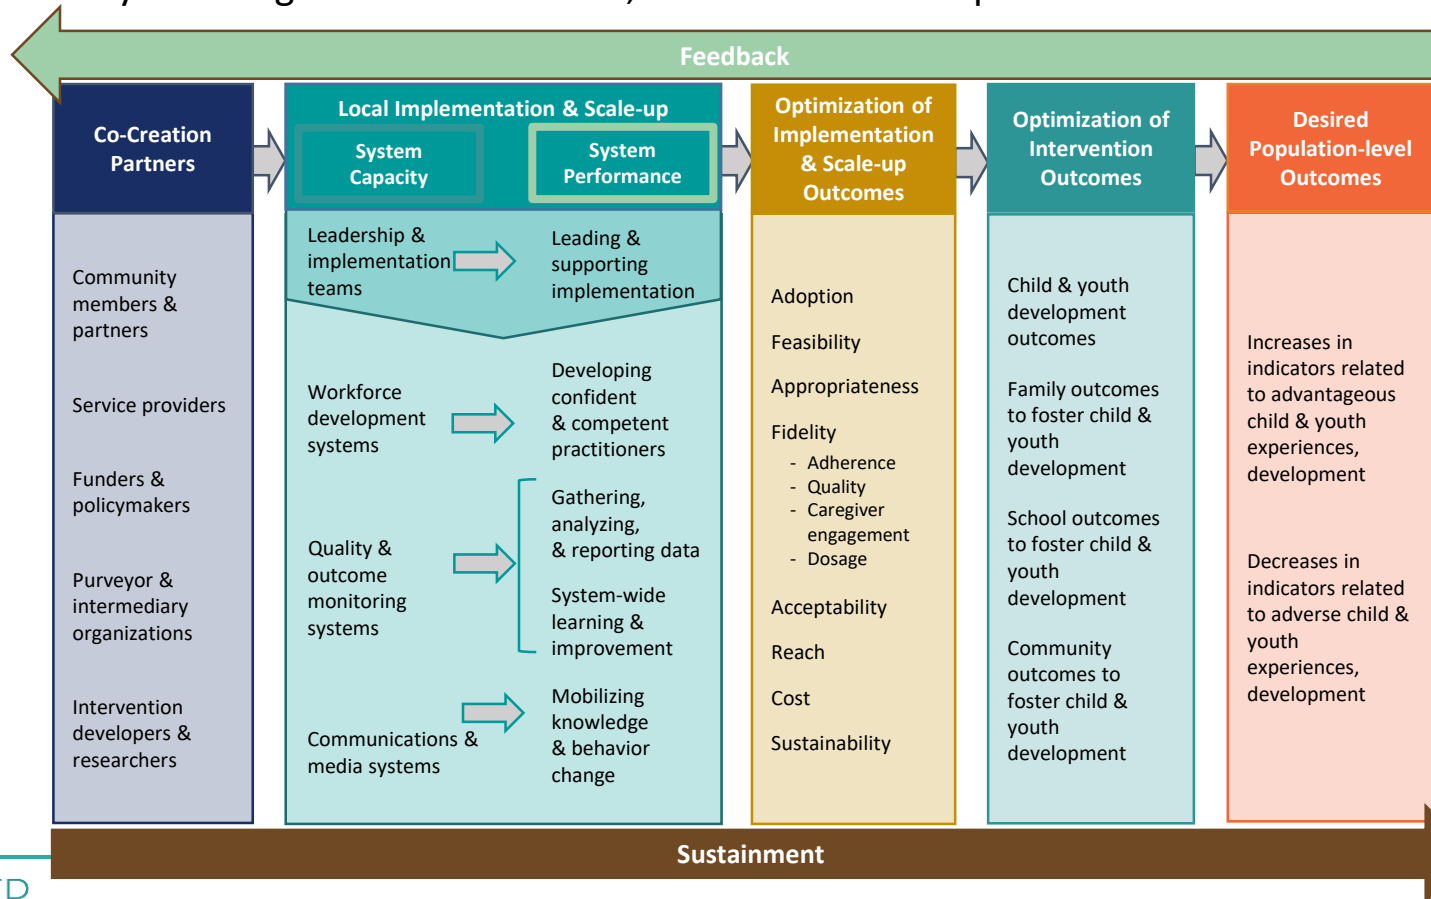 Feedback
Co-Creation
Partners
Local Implementation & Scale-up
System
Capacity
System
Performance
Optimization of
Implementation
& Scale-up
Outcomes
Optimization of
Intervention
Outcomes
Desired
Population-level
Outcomes
Community
members &
partners
Service providers
Funders &
policymakers
Purveyor &
intermediary
organizations
Intervention
developers &
researchers
Leadership &
implementation
teams
Leading &
supporting
implementation
Workforce
development
systems
Developing
confident
& competent
practitioners
Quality &
outcome
monitoring
systems
Gathering,
analyzing,
& reporting data
System-wide
learning &
improvement
Communications &
media systems
Mobilizing
knowledge
& behavior
change
Adoption
Feasibility
Appropriateness
Fidelity
- Adherence
- Quality
- Caregiver
engagement
- Dosage
Acceptability
Reach
Cost
Sustainability
Child & youth
development
outcomes
Family outcomes
to foster child &
youth
development
School outcomes
to foster child &
youth
development
Community
outcomes to
foster child &
youth
development
Increases in
indicators related
to advantageous
child & youth
experiences,
development
Decreases in
indicators related
to adverse child &
youth
experiences,
development
Sustainment
TD